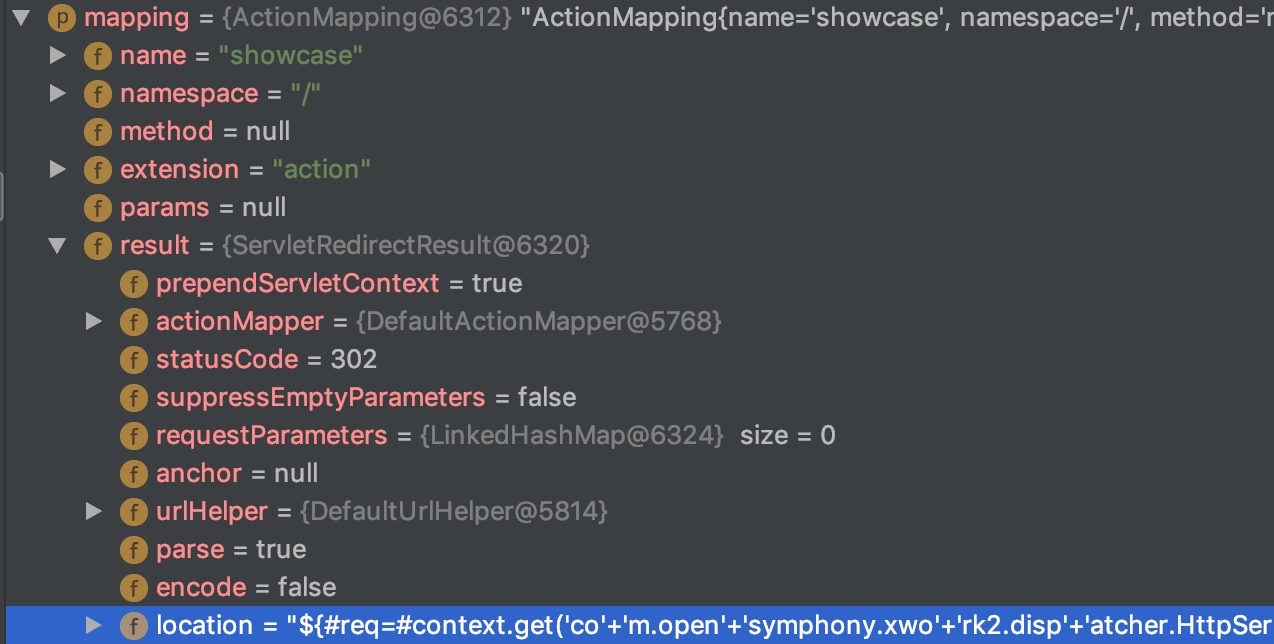 p mapping = {ActionMapping@6312} "ActionMapping{name='showcase', namespace='/', method='
f name = "showcase"
f namespace = "/"
f method = null
f extension = "action"
f params = null
f result = {ServletRedirectResult@6320}
f prependServletContext = true
f actionMapper = {DefaultActionMapper@5768}
f statusCode = 302
f suppressEmptyParameters = false
f requestParameters = {LinkedHashMap@6324} size = 0
f anchor = null
f urlHelper = {DefaultUrlHelper@5814}
f parse = true
f encode = false
f location = "${#req=#context.get('co'+'m.open'+'symphony.xwo'+'rk2.disp'+'atcher.HttpSer